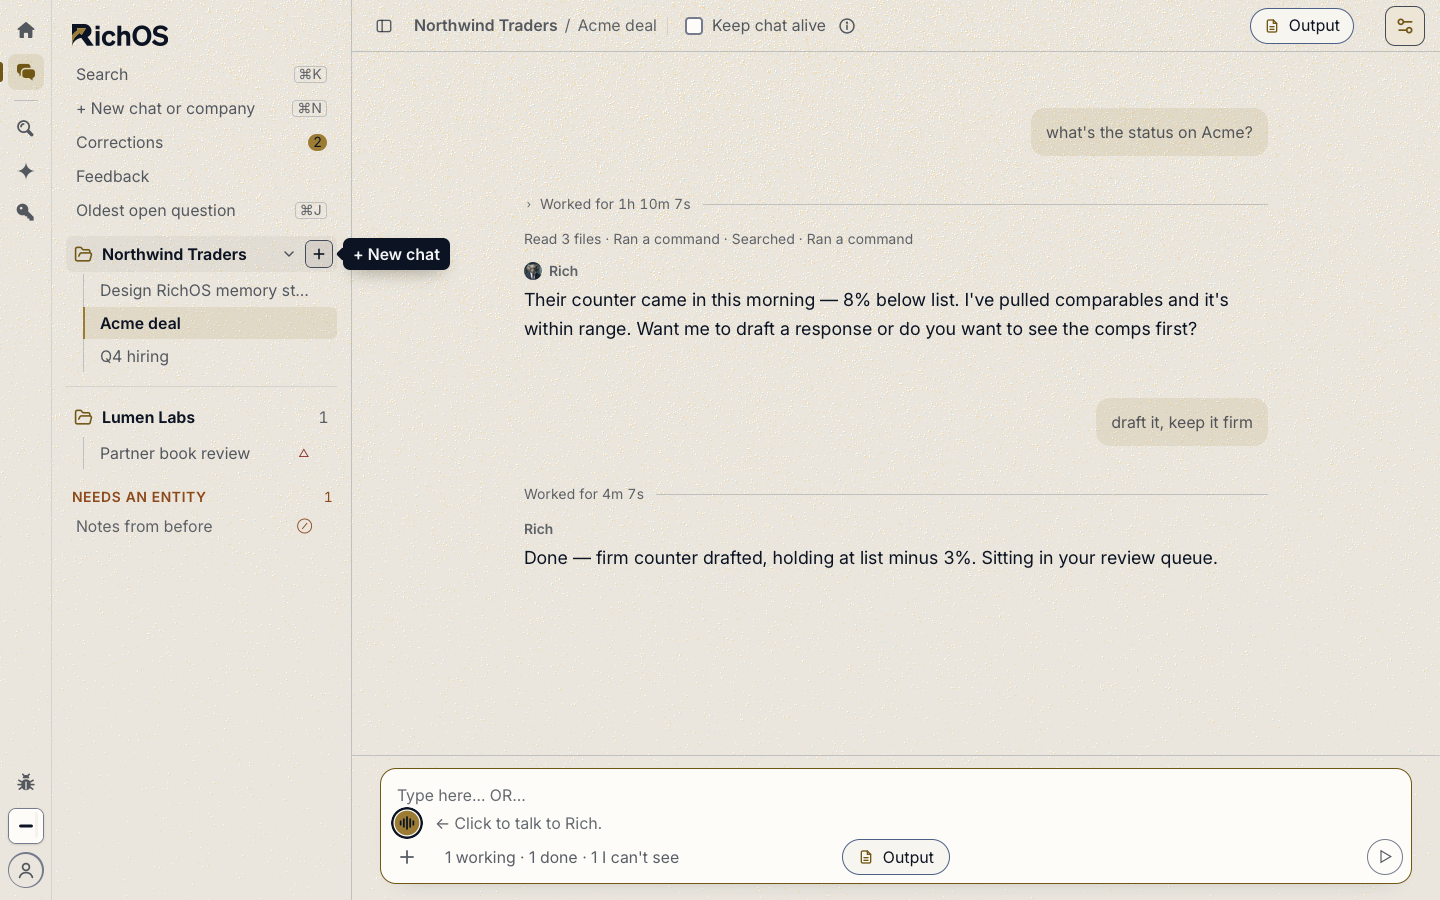 RichOS
Search ⌘K
+ New chat or company ⌘N
Corrections 2
Feedback
Oldest open question ⌘J
Northwind Traders
+ New chat
Design RichOS memory st...
Acme deal
Q4 hiring
Lumen Labs 1
Partner book review
NEEDS AN ENTITY 1
Notes from before
Northwind Traders / Acme deal
Keep chat alive
Output
what's the status on Acme?
Worked for 1h 10m 7s
Read 3 files · Ran a command · Searched · Ran a command
Rich
Their counter came in this morning — 8% below list. I've pulled comparables and it's
within range. Want me to draft a response or do you want to see the comps first?
draft it, keep it firm
Worked for 4m 7s
Rich
Done — firm counter drafted, holding at list minus 3%. Sitting in your review queue.
Type here... OR...
← Click to talk to Rich.
1 working · 1 done · 1 I can't see
Output